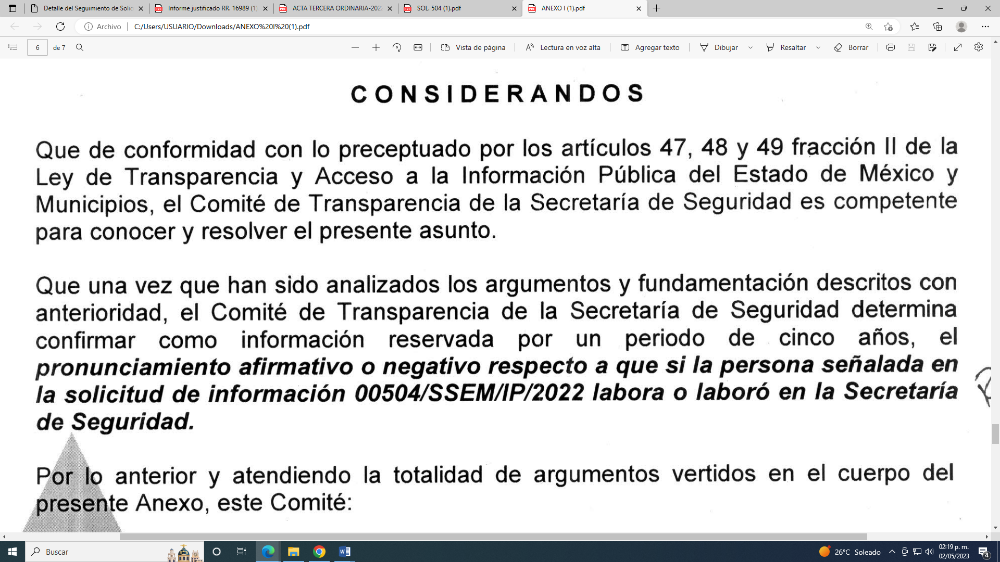 Detalle del Seguimiento de Solic
Informe justificado RR. 16989 (1)
ACTA TERCERA ORDINARIA-202
SOL. 504 (1).pdf
ANEXO I (1).pdf
Archivo
C:/Users/USUARIO/Downloads/ANEXO%20I%20(1).pdf
6 de 7
Vista de página
Lectura en voz alta
Agregar texto
Dibujar
Resaltar
Borrar
CONSIDERANDOS
Que de conformidad con lo preceptuado por los artículos 47, 48 y 49 fracción II de la
Ley de Transparencia y Acceso a la Información Pública del Estado de México y
Municipios, el Comité de Transparencia de la Secretaría de Seguridad es competente
para conocer y resolver el presente asunto.
Que una vez que han sido analizados los argumentos y fundamentación descritos con
anterioridad, el Comité de Transparencia de la Secretaría de Seguridad determina
confirmar como información reservada por un periodo de cinco años, el
pronunciamiento afirmativo o negativo respecto a que si la persona señalada en
la solicitud de información 00504/SSEM/IP/2022 labora o laboró en la Secretaría
de Seguridad.
Por lo anterior y atendiendo la totalidad de argumentos vertidos en el cuerpo del
presente Anexo, este Comité:
Buscar
26°C Soleado
02:19 p. m.
02/05/2023
4